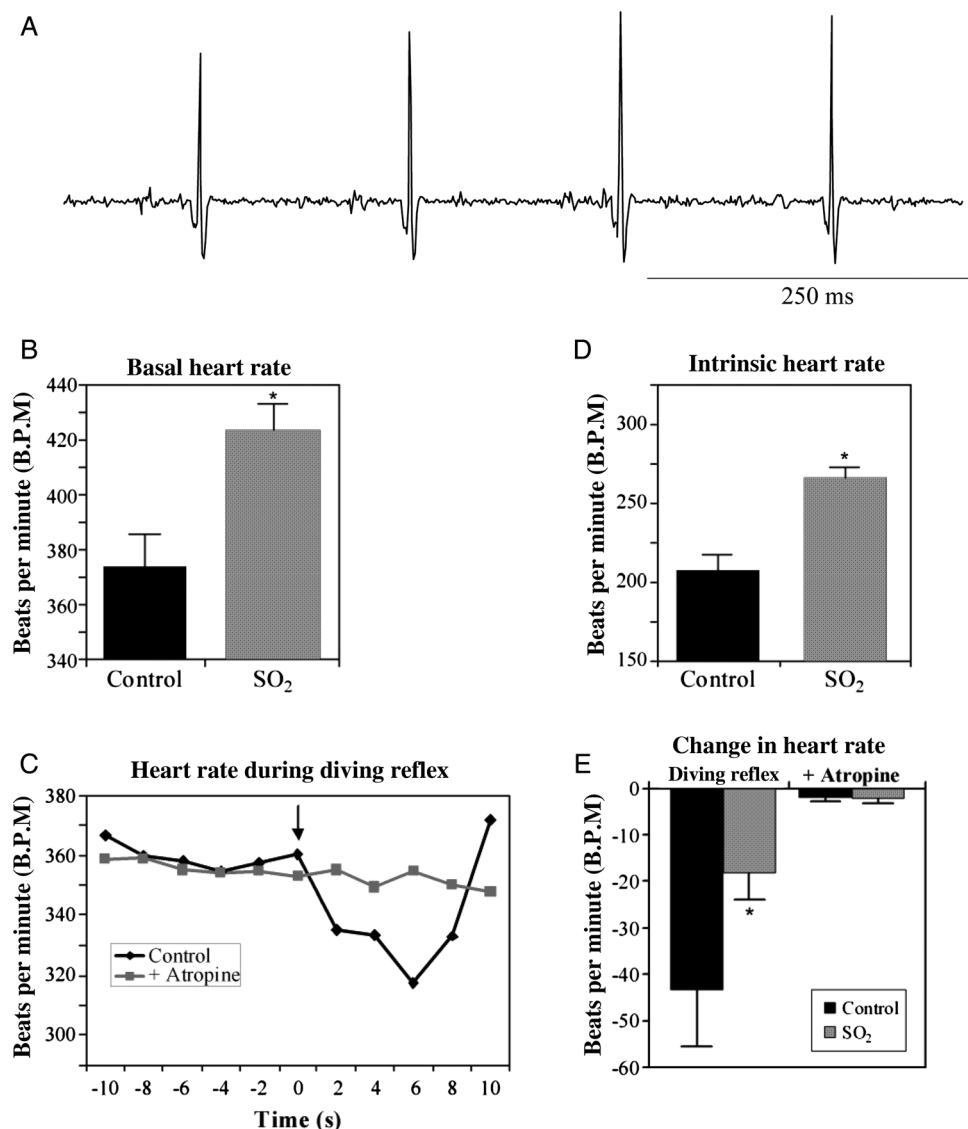 A
250 ms
B
Basal heart rate
Beats per minute (B.P.M)
440
420
400
380
360
340
Control
SO₂
D
Intrinsic heart rate
Beats per minute (B.P.M)
300
250
200
150
*
*
Control
SO₂
C
Heart rate during diving reflex
Beats per minute (B.P.M)
380
360
340
320
300
Control
+ Atropine
-10 -8 -6 -4 -2 0 2 4 6 8 10
Time (s)
E
Change in heart rate
Diving reflex + Atropine
Beats per minute (B.P.M)
0
-10
-20
-30
-40
-50
-60
*
Control
SO₂